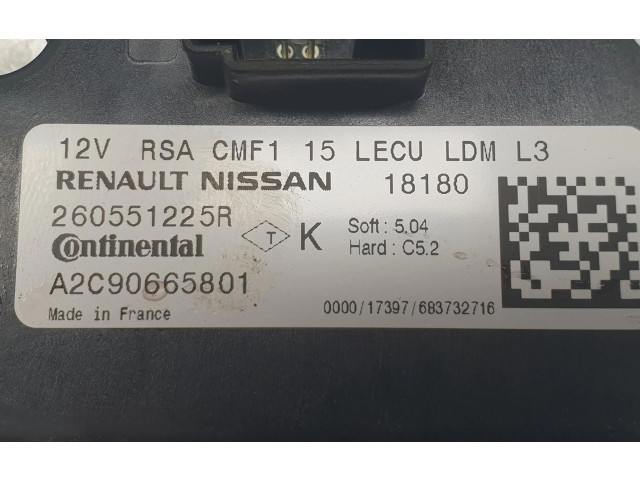 12V RSA CMF1 15 LECU LDM L3
RENAULT NISSAN 18180
260551225R
Continental
T K
Soft : 5.04
Hard : C5.2
A2C90665801
Made in France
0000/17397/683732716